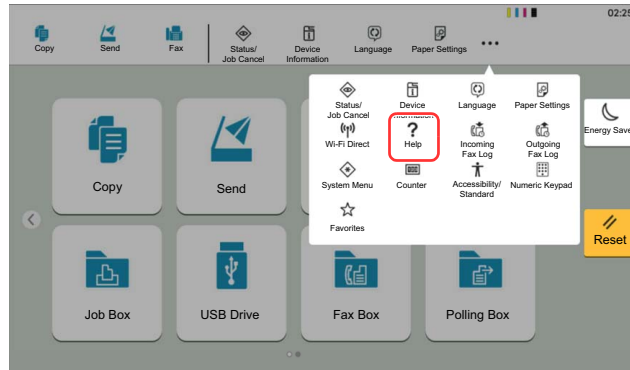 02:25
Copy
Send
Fax
Status/
Job Cancel
Device
Information
Language
Paper Settings
Status/
Job Cancel
Device
Information
Language
Paper Settings
Wi-Fi Direct
Help
Incoming
Fax Log
Outgoing
Fax Log
System Menu
Counter
Accessibility/
Standard
Numeric Keypad
Favorites
Energy Save
Reset
Copy
Send
Job Box
USB Drive
Fax Box
Polling Box